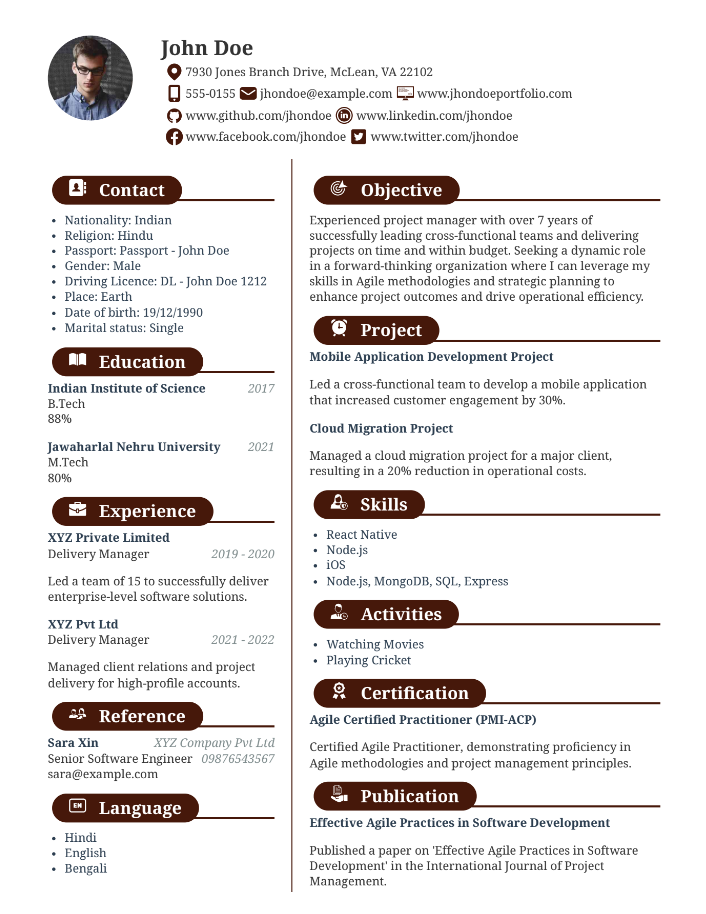 John Doe
7930 Jones Branch Drive, McLean, VA 22102
555-0155 jhondoe@example.com www.jhondoeportfolio.com
www.github.com/jhondoe www.linkedin.com/jhondoe
www.facebook.com/jhondoe www.twitter.com/jhondoe
Contact
• Nationality: Indian
• Religion: Hindu
• Passport: Passport - John Doe
• Gender: Male
• Driving Licence: DL - John Doe 1212
• Place: Earth
• Date of birth: 19/12/1990
• Marital status: Single
Education
Indian Institute of Science 2017
B.Tech
88%
Jawaharlal Nehru University 2021
M.Tech
80%
Experience
XYZ Private Limited
Delivery Manager 2019 - 2020
Led a team of 15 to successfully deliver
enterprise-level software solutions.
XYZ Pvt Ltd
Delivery Manager 2021 - 2022
Managed client relations and project
delivery for high-profile accounts.
Reference
Sara Xin XYZ Company Pvt Ltd
Senior Software Engineer 09876543567
sara@example.com
EN Language
• Hindi
• English
• Bengali
Objective
Experienced project manager with over 7 years of
successfully leading cross-functional teams and delivering
projects on time and within budget. Seeking a dynamic role
in a forward-thinking organization where I can leverage my
skills in Agile methodologies and strategic planning to
enhance project outcomes and drive operational efficiency.
Project
Mobile Application Development Project
Led a cross-functional team to develop a mobile application
that increased customer engagement by 30%.
Cloud Migration Project
Managed a cloud migration project for a major client,
resulting in a 20% reduction in operational costs.
Skills
• React Native
• Node.js
• iOS
• Node.js, MongoDB, SQL, Express
Activities
• Watching Movies
• Playing Cricket
Certification
Agile Certified Practitioner (PMI-ACP)
Certified Agile Practitioner, demonstrating proficiency in
Agile methodologies and project management principles.
Publication
Effective Agile Practices in Software Development
Published a paper on 'Effective Agile Practices in Software
Development' in the International Journal of Project
Management.